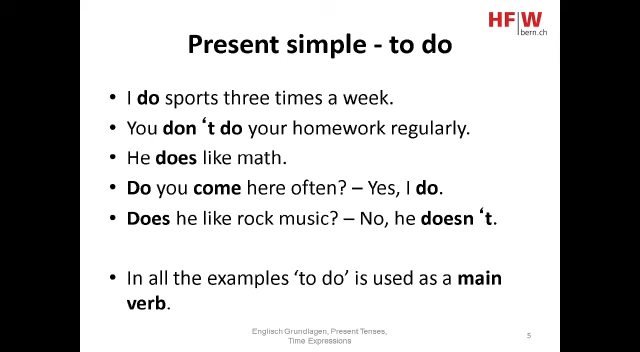 HF|W
bern.ch
Present simple - to do
• I do sports three times a week.
• You don ‘t do your homework regularly.
• He does like math.
• Do you come here often? – Yes, I do.
• Does he like rock music? – No, he doesn ‘t.
• In all the examples ‘to do’ is used as a main
verb.
Englisch Grundlagen, Present Tenses,
Time Expressions
5